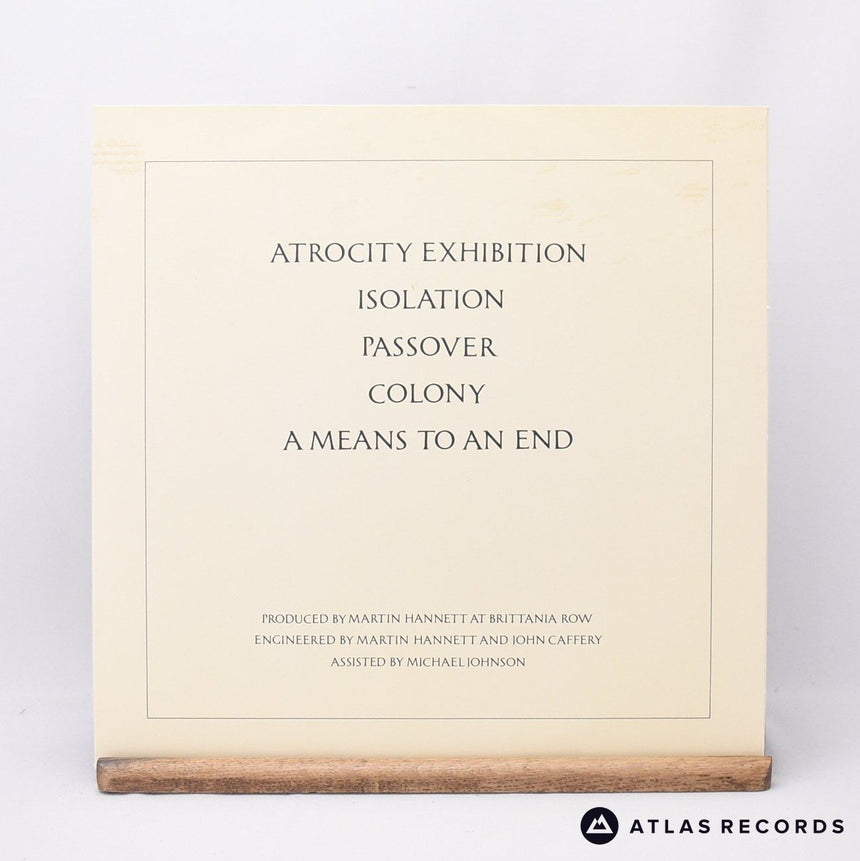 ATROCITY EXHIBITION
ISOLATION
PASSOVER
COLONY
A MEANS TO AN END
PRODUCED BY MARTIN HANNETT AT BRITTANIA ROW
ENGINEERED BY MARTIN HANNETT AND JOHN CAFFERY
ASSISTED BY MICHAEL JOHNSON
ATLAS RECORDS